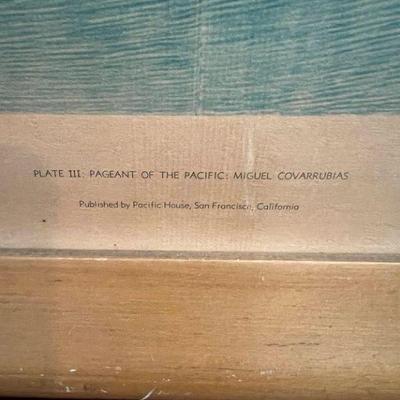 PLATE III: PAGEANT OF THE PACIFIC: MIGUEL COVARRUBIAS
Published by Pacific House, San Francisco, California